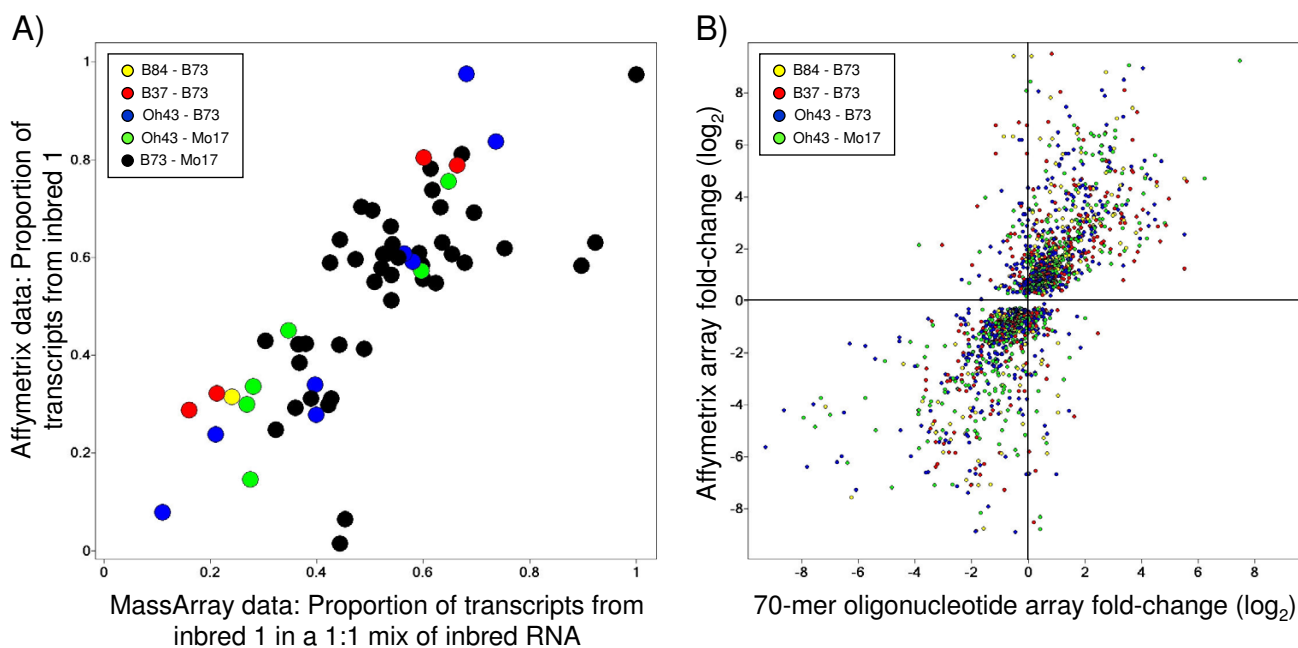 A)
Affymetrix data: Proportion of
transcripts from inbred 1
B84 - B73
B37 - B73
Oh43 - B73
Oh43 - Mo17
B73 - Mo17
1
0.8
0.6
0.4
0.2
0
0
0.2
0.4
0.6
0.8
1
MassArray data: Proportion of transcripts from
inbred 1 in a 1:1 mix of inbred RNA
B)
Affymetrix array fold-change (log2)
B84 - B73
B37 - B73
Oh43 - B73
Oh43 - Mo17
8
6
4
2
0
-2
-4
-6
-8
-8
-6
-4
-2
0
2
4
6
8
70-mer oligonucleotide array fold-change (log2)